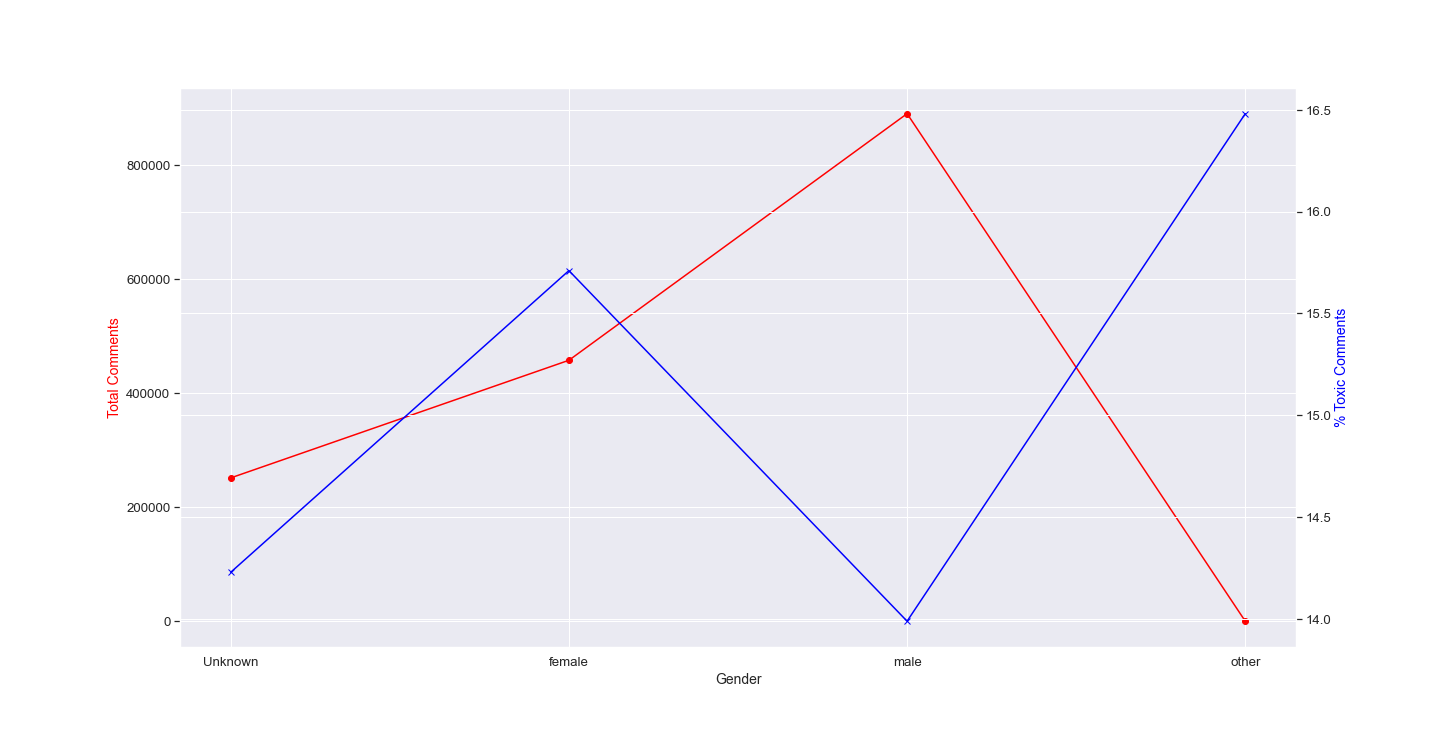 Total Comments
800000
600000
400000
200000
0
16.5
16.0
15.5
15.0
14.5
14.0
% Toxic Comments
Unknown
female
male
other
Gender